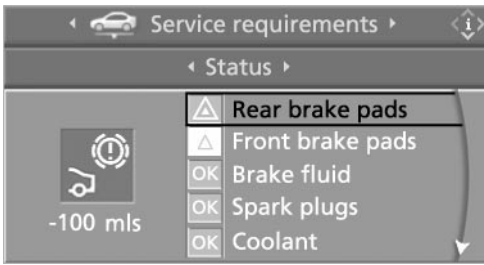 Service requirements
i
Status
Rear brake pads
Front brake pads
OK Brake fluid
-100 mls
OK Spark plugs
OK Coolant